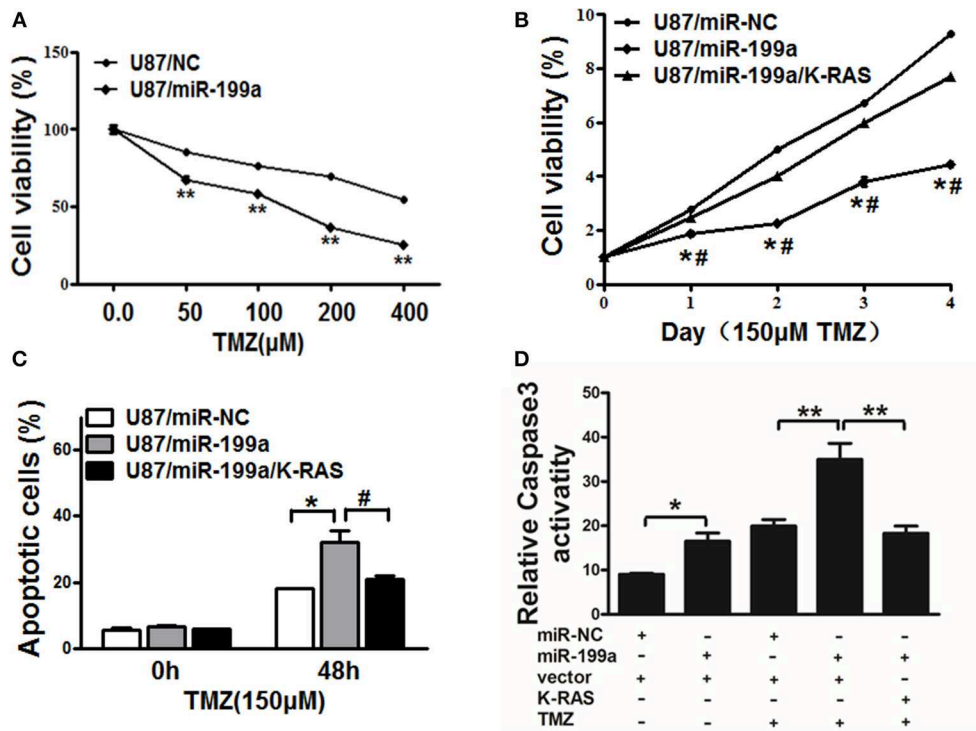 A
Cell viability (%)
150
100
50
0
U87/NC
U87/miR-199a
**
**
**
**
0.0 50 100 200 400
TMZ(μM)
B
Cell viability (%)
10
8
6
4
2
0
U87/miR-NC
U87/miR-199a
U87/miR-199a/K-RAS
*#
*#
*#
*#
0 1 2 3 4
Day (150μM TMZ)
C
Apoptotic cells (%)
60
40
20
0
U87/miR-NC
U87/miR-199a
U87/miR-199a/K-RAS
* #
0h 48h
TMZ(150μM)
D
Relative Caspase3
activatity
50
40
30
20
10
0
*
** **
miR-NC + - + - -
miR-199a - + - + +
vector + + + + -
K-RAS - - - - +
TMZ - - + + +